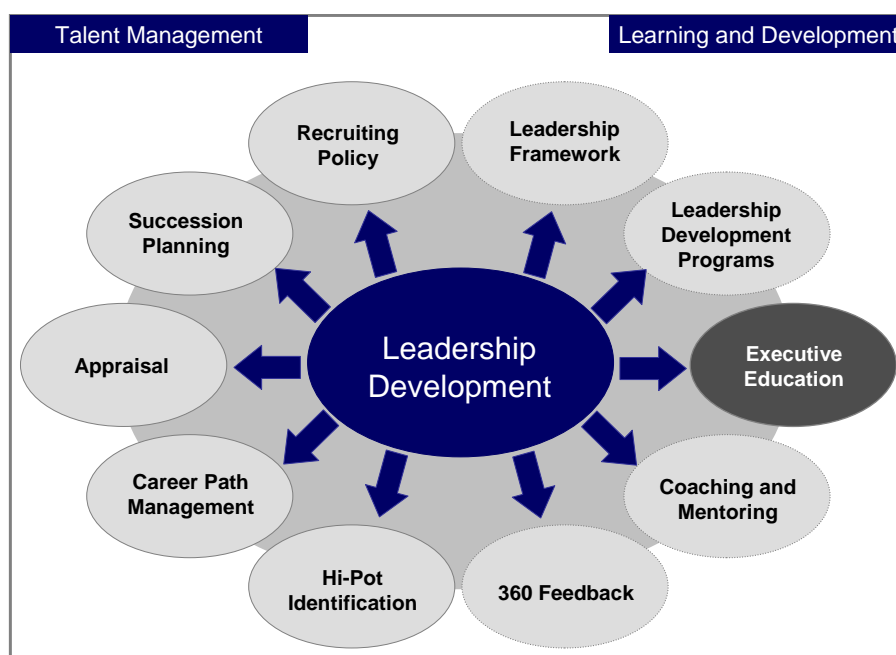 Talent Management
Learning and Development
Recruiting
Policy
Leadership
Framework
Succession
Planning
Leadership
Development
Programs
Appraisal
Leadership
Development
Executive
Education
Career Path
Management
Coaching and
Mentoring
Hi-Pot
Identification
360 Feedback